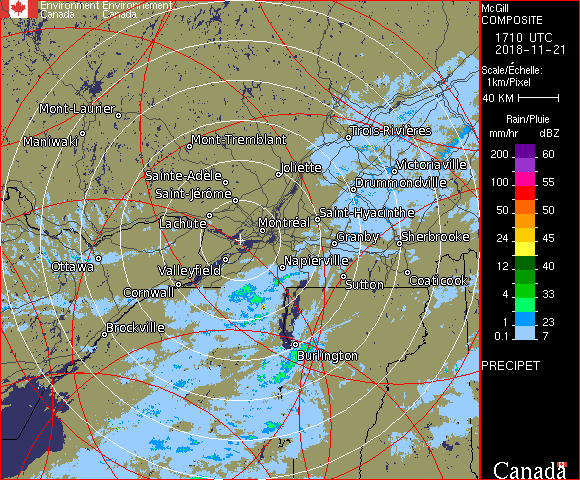 Environment Environnement
Canada Canada
McGill
COMPOSITE
1710 UTC
2018-11-21
Scale/Échelle:
1km/Pixel
40 KM
Rain/Pluie
mm/hr dBZ
200 60
100 55
50 50
24 45
12 40
4 33
1 23
0.1 7
PRECIPET
Canada
Mont-Laurier
Maniwaki
Mont-Tremblant
Trois-Rivières
Joliette
Victoriaville
Sainte-Adèle
Drummondville
Saint-Jérôme
Saint-Hyacinthe
Lachute
Montréal
Granby
Sherbrooke
Ottawa
Valleyfield
Napierville
Sutton
Coaticook
Cornwall
Brockville
Burlington